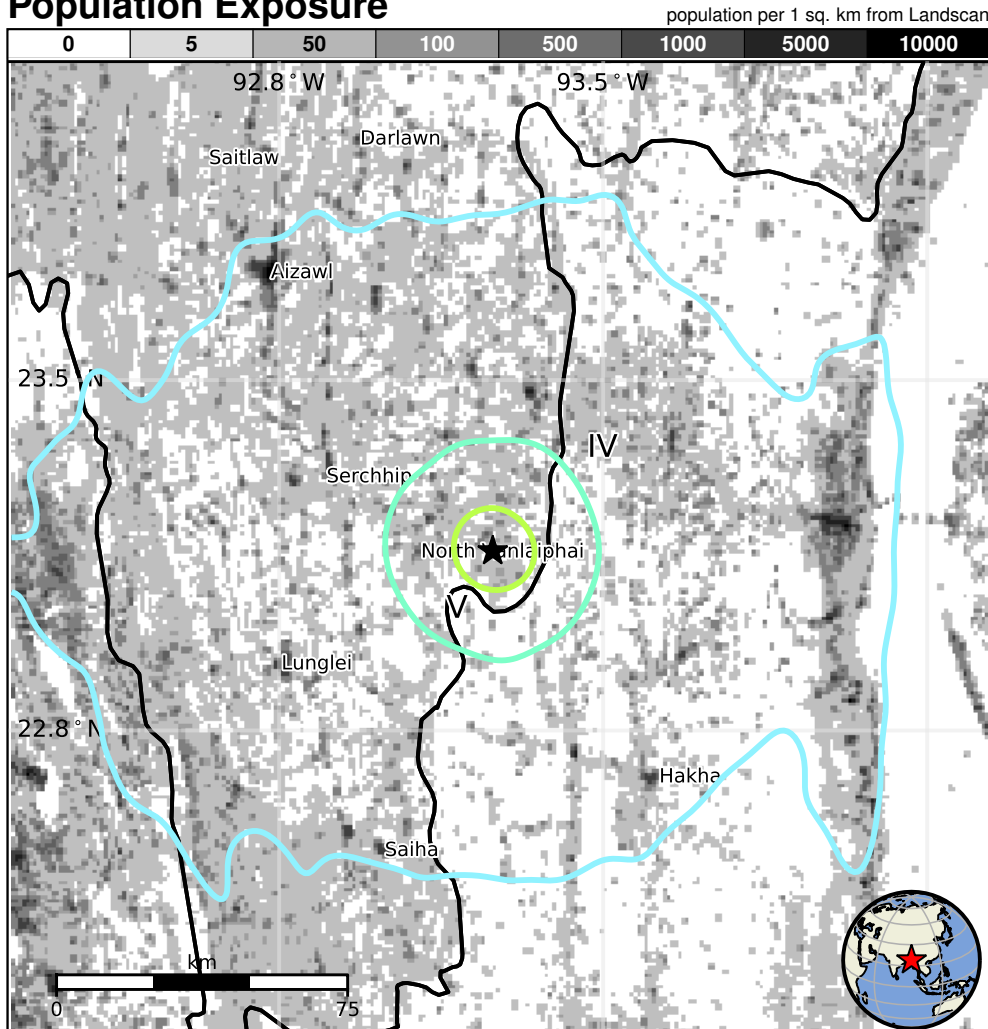 Population Exposure
population per 1 sq. km from Landscan
0 5 50 100 500 1000 5000 10000
92.8°W 93.5°W
Darlawn
Saitlaw
Aizawl
23.5 N
IV
Serchhip
North Vanlaiphai
V
Lunglei
22.8°N
Hakha
Saiha
km
0 75